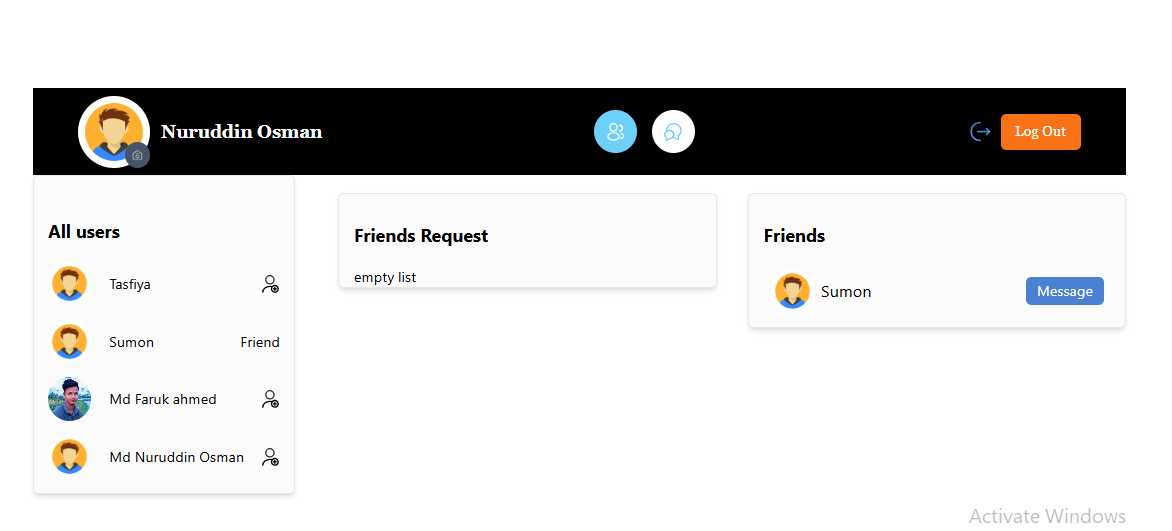 Nuruddin Osman
Log Out
All users
Tasfiya
Sumon Friend
Md Faruk ahmed
Md Nuruddin Osman
Friends Request
empty list
Friends
Sumon Message
Activate Windows